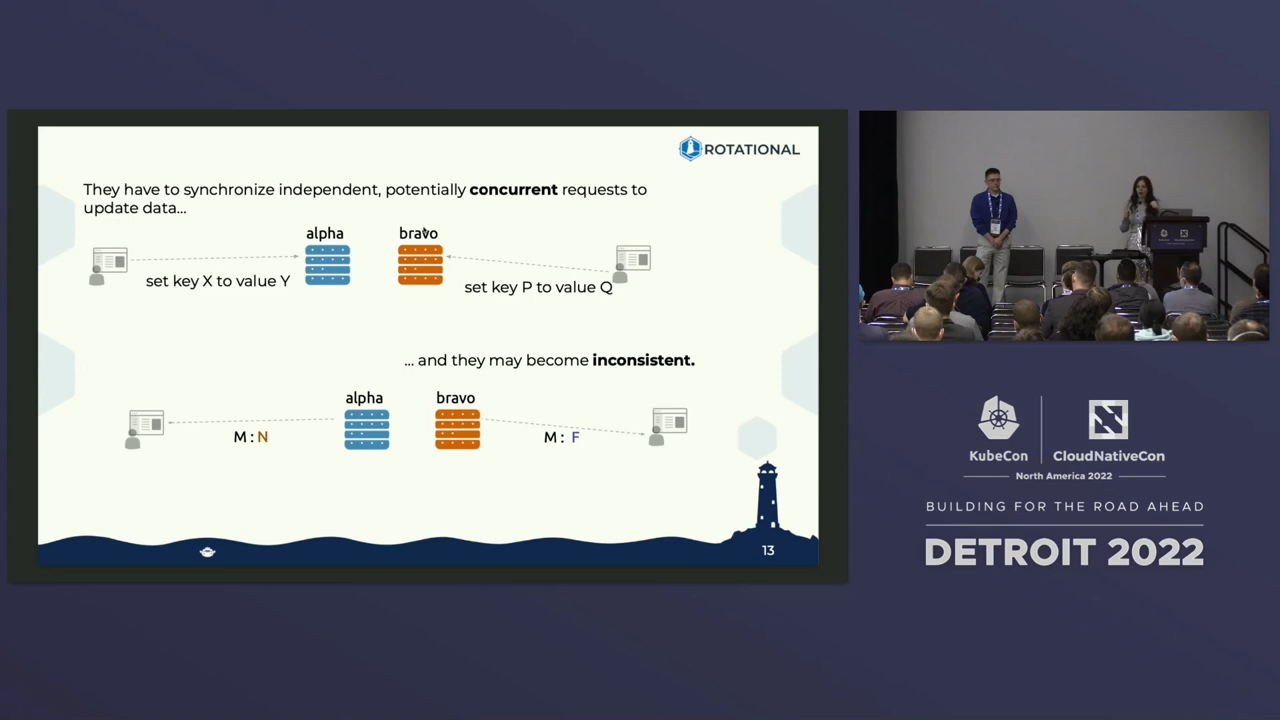 ROTATIONAL
They have to synchronize independent, potentially concurrent requests to
update data...
alpha
bravo
set key X to value Y
set key P to value Q
... and they may become inconsistent.
alpha
bravo
M : N
M : F
13
KubeCon
CloudNativeCon
North America 2022
BUILDING FOR THE ROAD AHEAD
DETROIT 2022